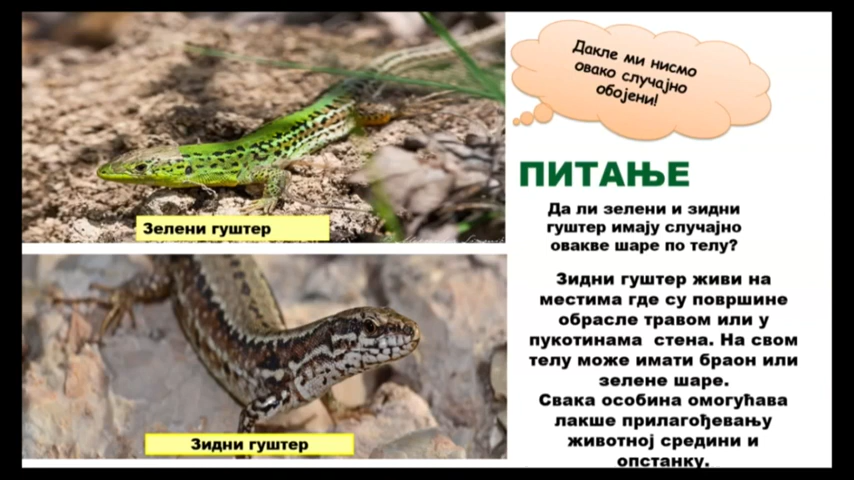 Дакле ми нисмо
овако случајно
обојени!
ПИТАЊЕ
Да ли зелени и зидни
гуштер имају случајно
овакве шаре по телу?
Зелени гуштер
Зидни гуштер живи на
местима где су површине
обрасле травом или у
пукотинама стена. На свом
телу може имати браон или
зелене шаре.
Свака особина омогућава
лакше прилагођевању
животној средини и
опстанку.
Зидни гуштер